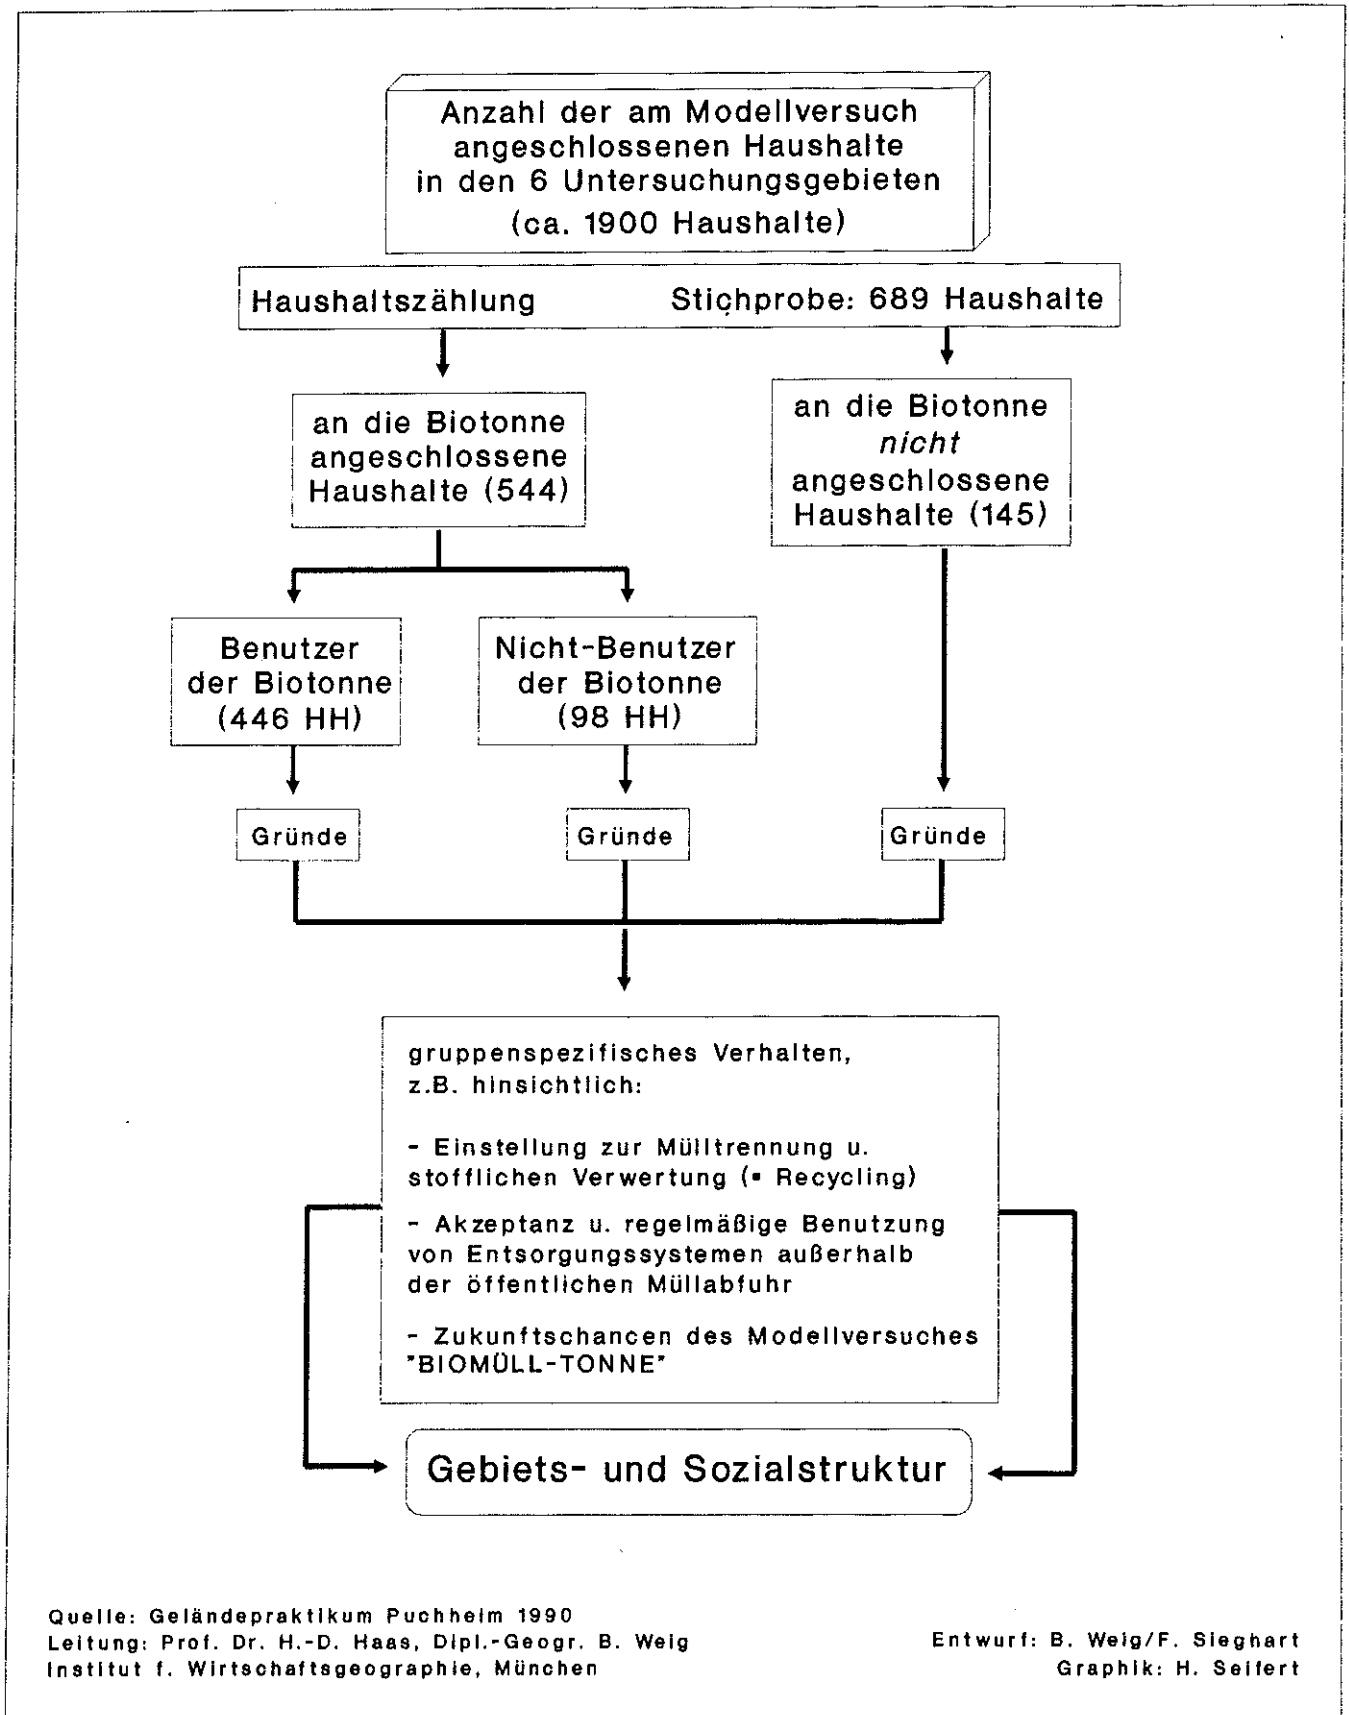 Anzahl der am Modellversuch
angeschlossenen Haushalte
in den 6 Untersuchungsgebieten
(ca. 1900 Haushalte)
Haushaltszählung
Stichprobe: 689 Haushalte
an die Biotonne
angeschlossene
Haushalte (544)
an die Biotonne
nicht
angeschlossene
Haushalte (145)
Benutzer
der Biotonne
(446 HH)
Nicht-Benutzer
der Biotonne
(98 HH)
Gründe
Gründe
Gründe
gruppenspezifisches Verhalten,
z.B. hinsichtlich:
- Einstellung zur Mülltrennung u.
stofflichen Verwertung (▪ Recycling)
- Akzeptanz u. regelmäßige Benutzung
von Entsorgungssystemen außerhalb
der öffentlichen Müllabfuhr
- Zukunftschancen des Modellversuches
"BIOMÜLL-TONNE"
Gebiets- und Sozialstruktur
Quelle: Geländepraktikum Puchheim 1990
Leitung: Prof. Dr. H.-D. Haas, Dipl.-Geogr. B. Weig
Institut f. Wirtschaftsgeographie, München
Entwurf: B. Weig/F. Sieghart
Graphik: H. Seifert